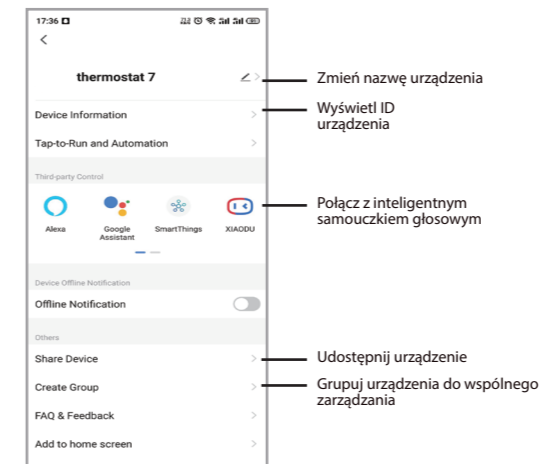 17:36
thermostat 7
Zmień nazwę urządzenia
Device Information
Wyświetl ID
urządzenia
Tap-to-Run and Automation
Third-party Control
Alexa
Google
Assistant
SmartThings
XIAODU
Połącz z inteligentnym
samouczkiem głosowym
Device Offline Notification
Offline Notification
Others
Share Device
Udostępnij urządzenie
Create Group
Grupuj urządzenia do wspólnego
zarządzania
FAQ & Feedback
Add to home screen